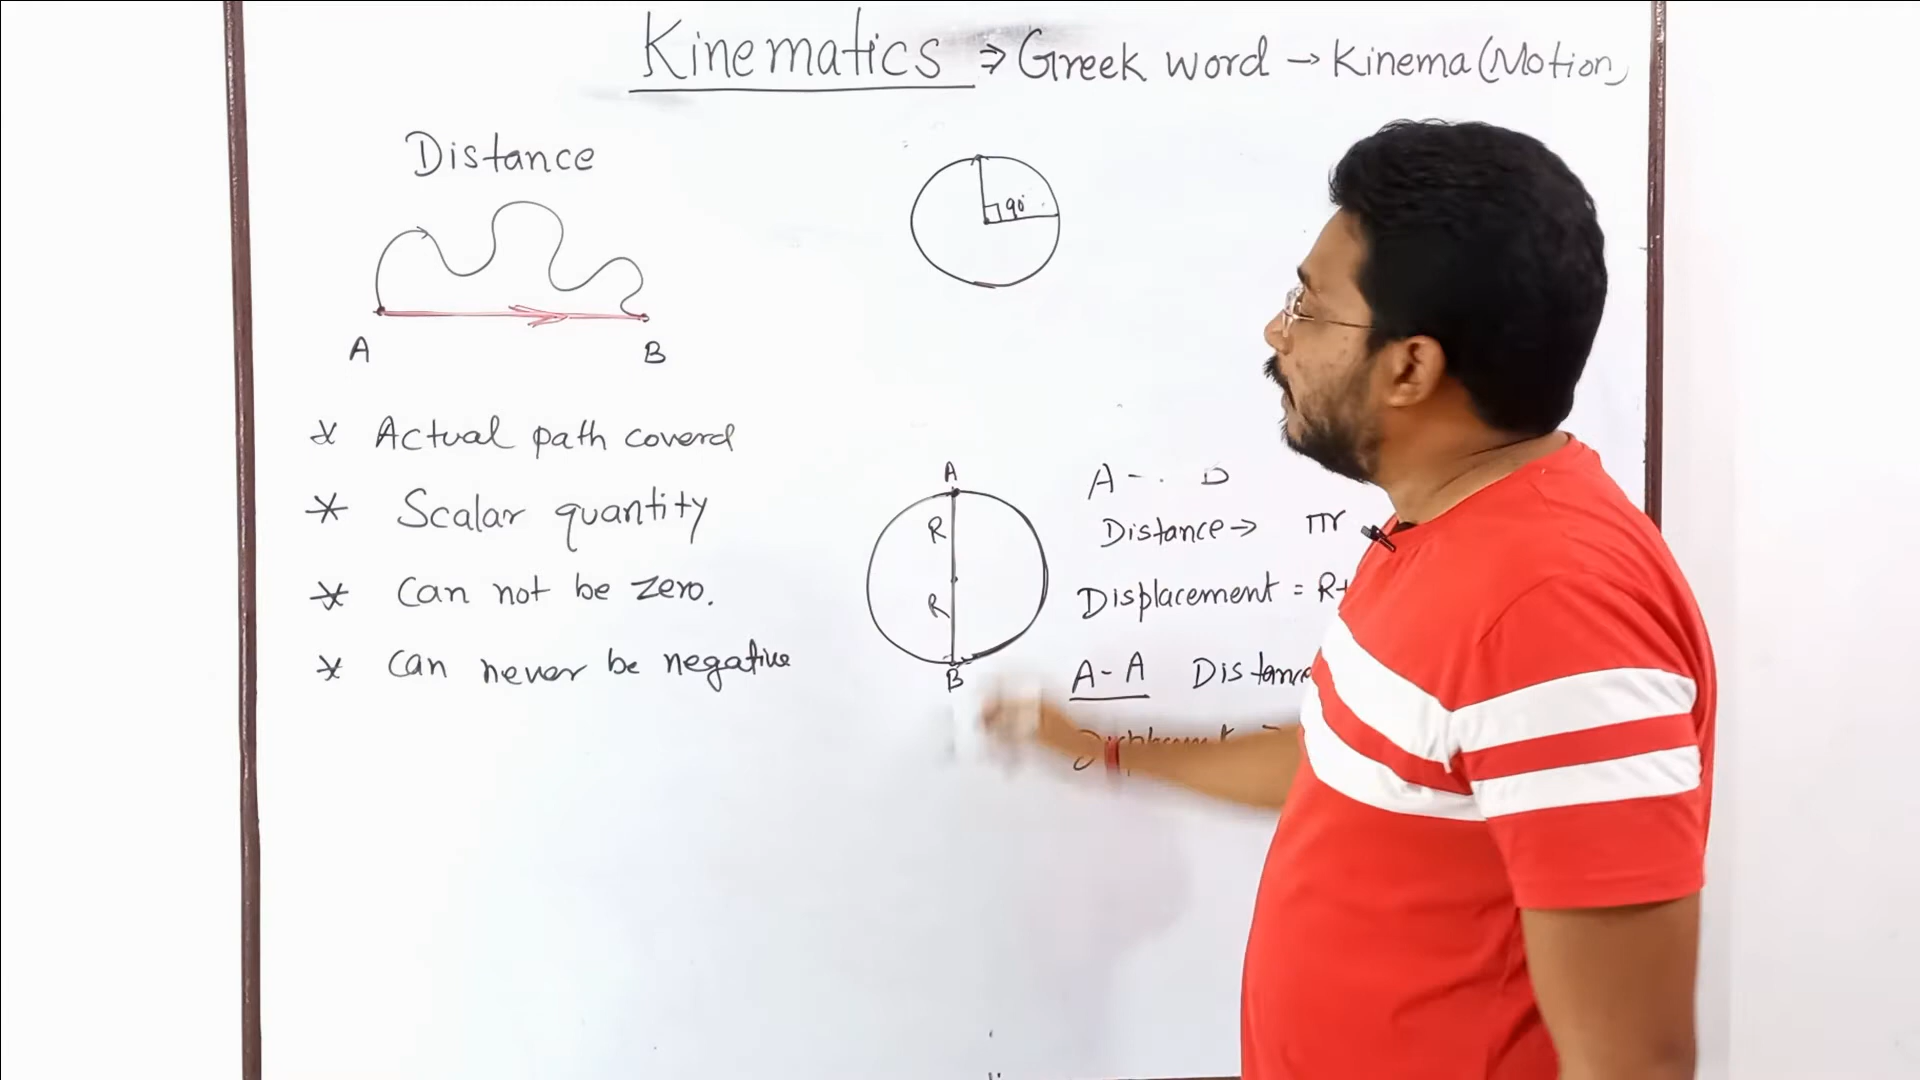 Kinematics ⇒ Greek word → Kinema (Motion)
Distance
A B
* Actual path coverd
* Scalar quantity
* Can not be zero.
* Can never be negative
90°
A
R
R
B
A -
Distance → πr
Displacement = R+
A - A Distance